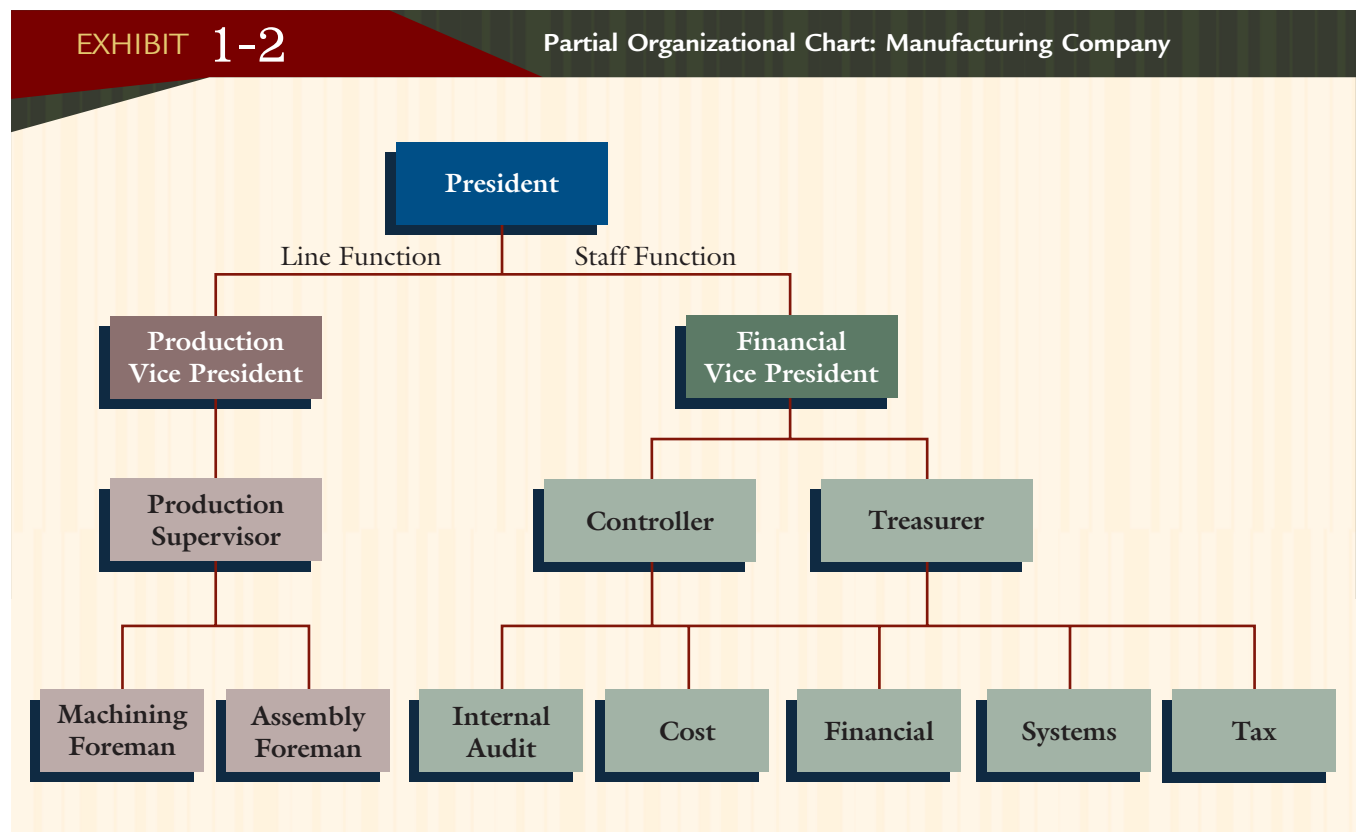 EXHIBIT 1-2
Partial Organizational Chart: Manufacturing Company
President
Line Function
Staff Function
Production
Vice President
Financial
Vice President
Production
Supervisor
Controller
Treasurer
Machining
Foreman
Assembly
Foreman
Internal
Audit
Cost
Financial
Systems
Tax